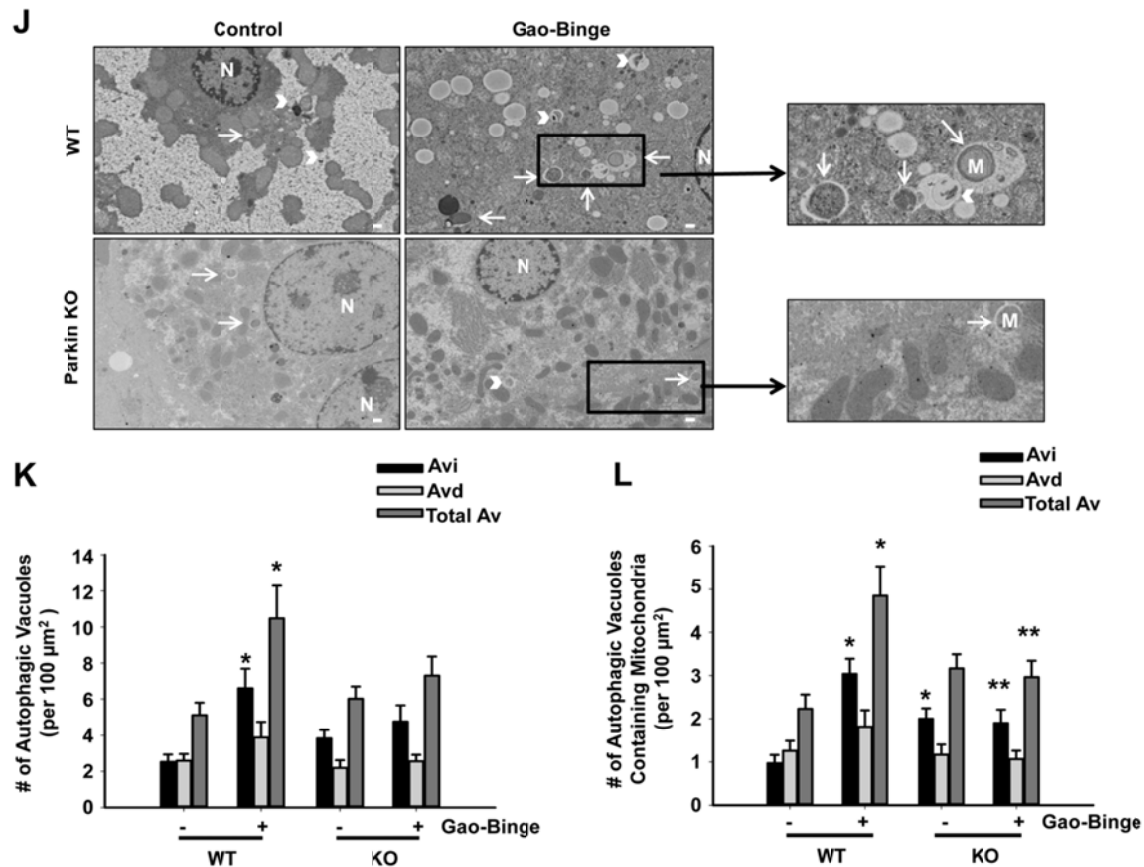 J
Control
Gao-Binge
WT
N
N
M
Parkin KO
N
N
N
M
K
Avi
Avd
Total Av
# of Autophagic Vacuoles
(per 100 µm²)
14
12
10
8
6
4
2
0
*
*
- + - + 
WT KO
L
Avi
Avd
Total Av
# of Autophagic Vacuoles
Containing Mitochondria
(per 100 µm²)
6
5
4
3
2
1
0
*
*
*
**
**
- + - + Gao-Binge
WT KO
Gao-Binge